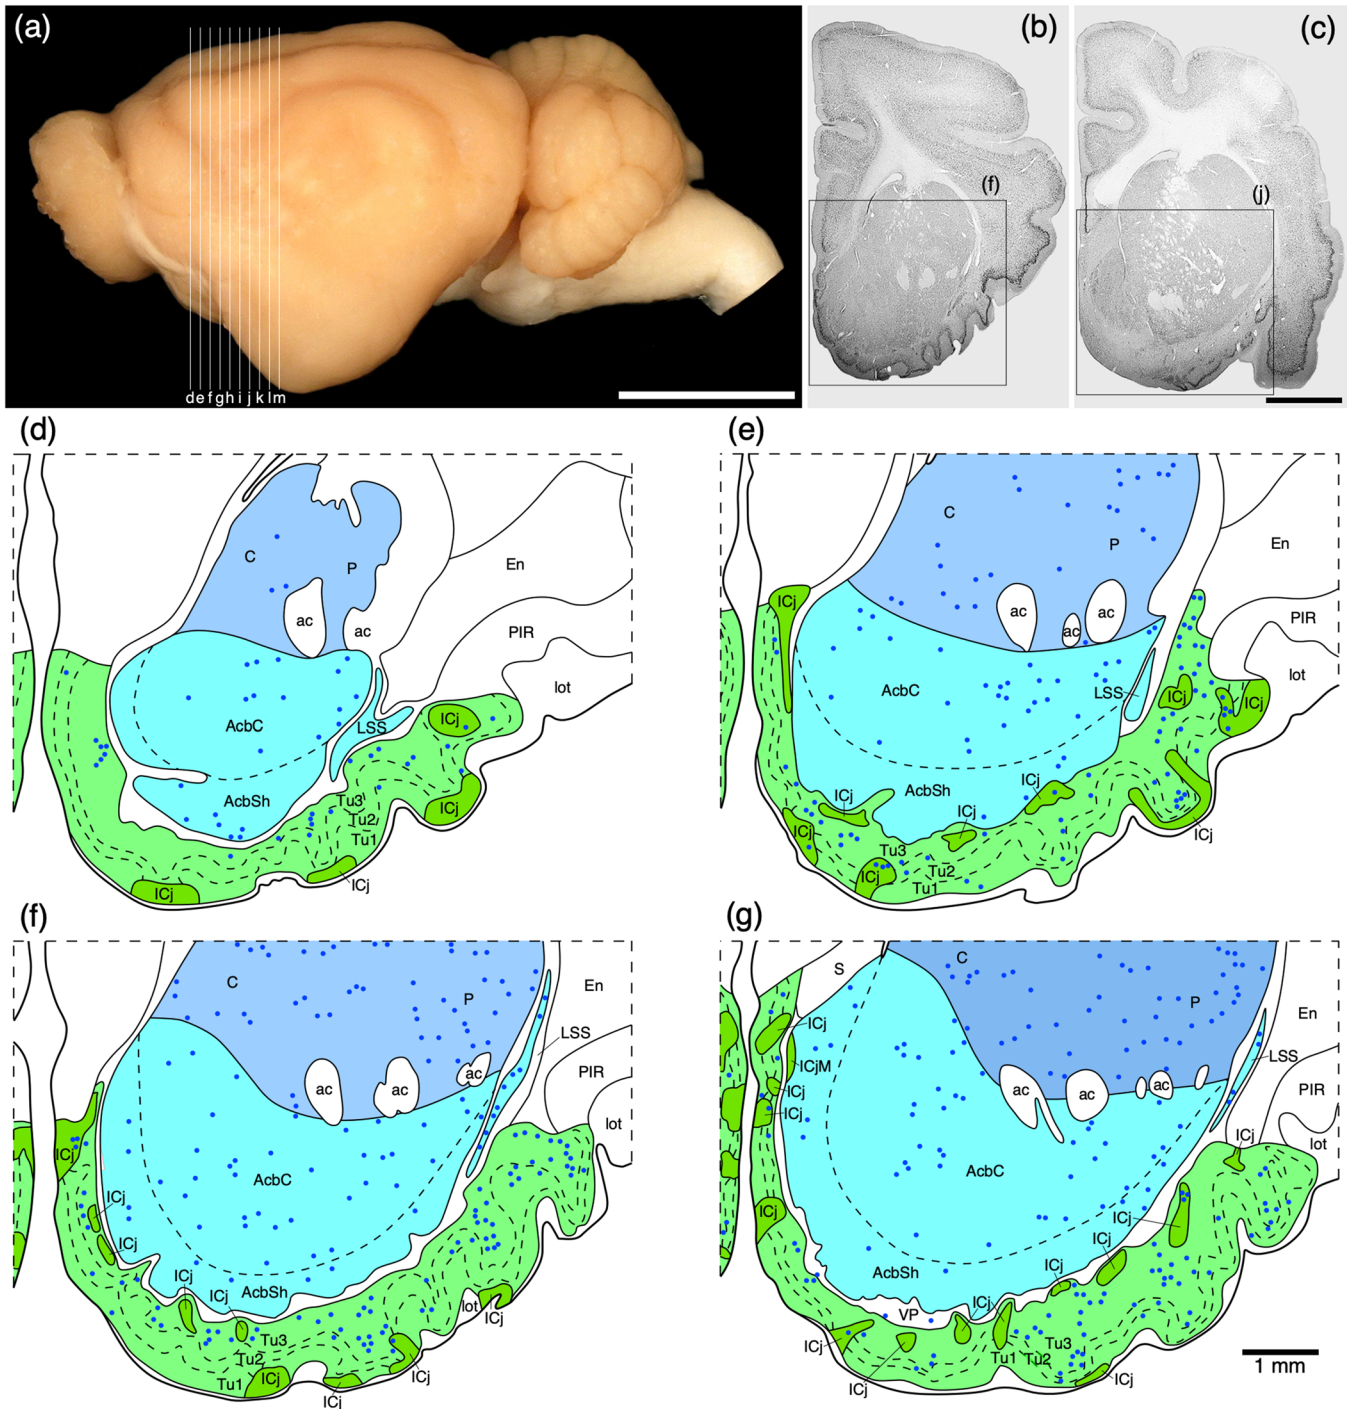 (a)
(b)
(c)
(f)
(j)
d e f g h i j k l m
(d)
(e)
C
P
ac
ac
En
PIR
lot
AcbC
LSS
ICj
AcbSh
Tu3
Tu2
Tu1
ICj
ICj
ICj
C
P
En
ICj
ac
ac
ac
PIR
AcbC
LSS
ICj
ICj
lot
AcbSh
ICj
ICj
ICj
ICj
ICj
Tu3
Tu2
Tu1
ICj
(f)
(g)
C
P
En
LSS
ac
ac
ac
PIR
lot
ICj
AcbC
ICj
ICj
ICj
ICj
AcbSh
lot
ICj
Tu3
Tu2
Tu1
ICj
ICj
ICj
S
C
P
En
ICj
LSS
ICjM
ac
ac
ac
PIR
ICj
ICj
lot
ICj
AcbC
ICj
ICj
ICj
AcbSh
ICj
ICj
VP
ICj
Tu3
Tu1
Tu2
ICj
ICj
1 mm